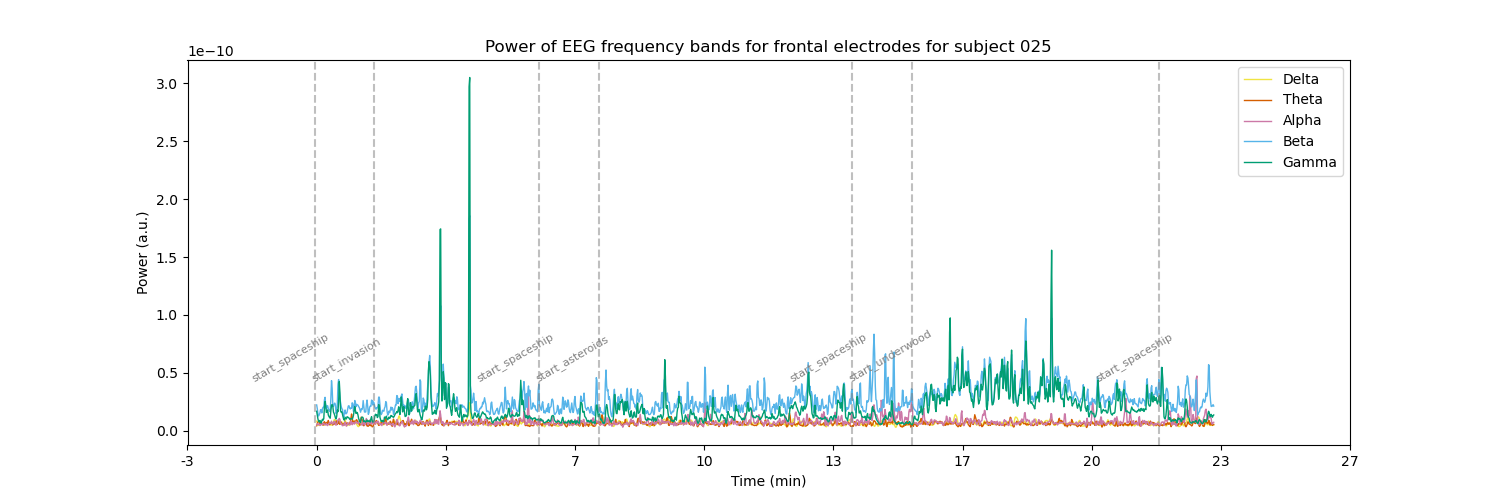 Power of EEG frequency bands for frontal electrodes for subject 025
1e−10
3.0
2.5
2.0
1.5
1.0
0.5
0.0
Power (a.u.)
Delta
Theta
Alpha
Beta
Gamma
start_spaceship
start_invasion
start_spaceship
start_asteroids
start_spaceship
start_underwood
start_spaceship
-3
0
3
7
10
13
17
20
23
27
Time (min)